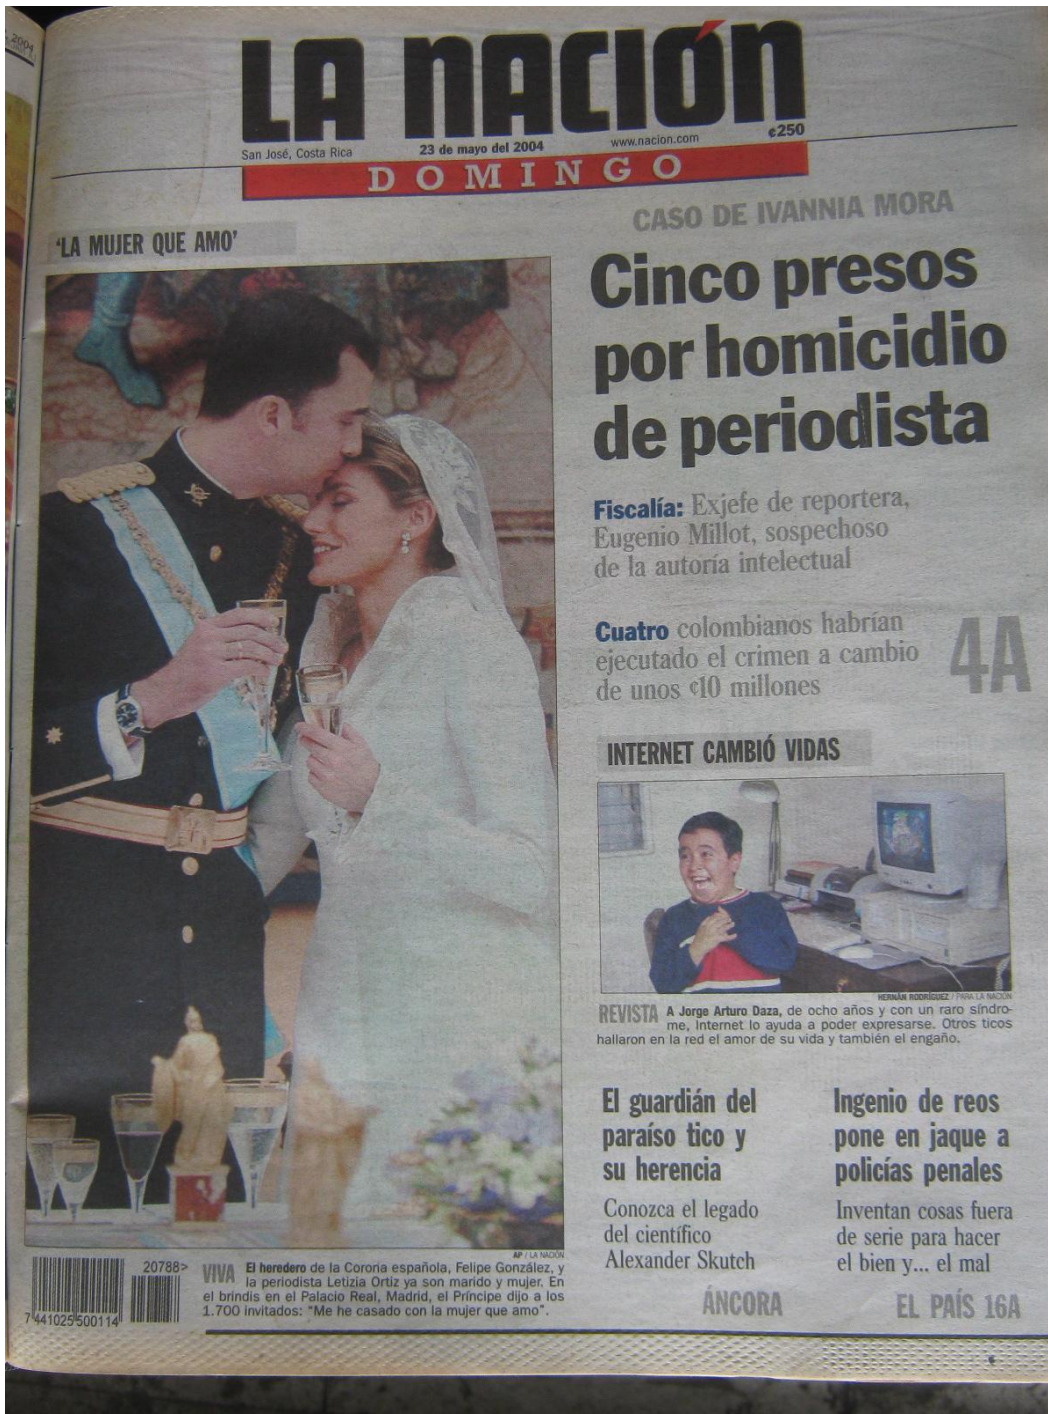 2004
LA NACIÓN
San José, Costa Rica
23 de mayo del 2004
www.nacion.com
¢250
DOMINGO
'LA MUJER QUE AMO'
CASO DE IVANNIA MORA
Cinco presos
por homicidio
de periodista
Fiscalía: Exjefe de reportera,
Eugenio Millot, sospechoso
de la autoría intelectual
Cuatro colombianos habrían
ejecutado el crimen a cambio
de unos ¢10 millones
4A
INTERNET CAMBIÓ VIDAS
HERNÁN RODRÍGUEZ / PARA LA NACIÓN
REVISTA A Jorge Arturo Daza, de ocho años y con un raro síndro-
me, Internet lo ayuda a poder expresarse. Otros ticos
hallaron en la red el amor de su vida y también el engaño.
El guardián del
paraíso tico y
su herencia
Conozca el legado
del científico
Alexander Skutch
ÁNCORA
Ingenio de reos
pone en jaque a
policías penales
Inventan cosas fuera
de serie para hacer
el bien y... el mal
EL PAÍS 16A
AP / LA NACIÓN
VIVA El heredero de la Corona española, Felipe González, y
la periodista Letizia Ortiz ya son marido y mujer. En
el brindis en el Palacio Real, Madrid, el Príncipe dijo a los
1.700 invitados: "Me he casado con la mujer que amo".
20788>
7 441025 500114